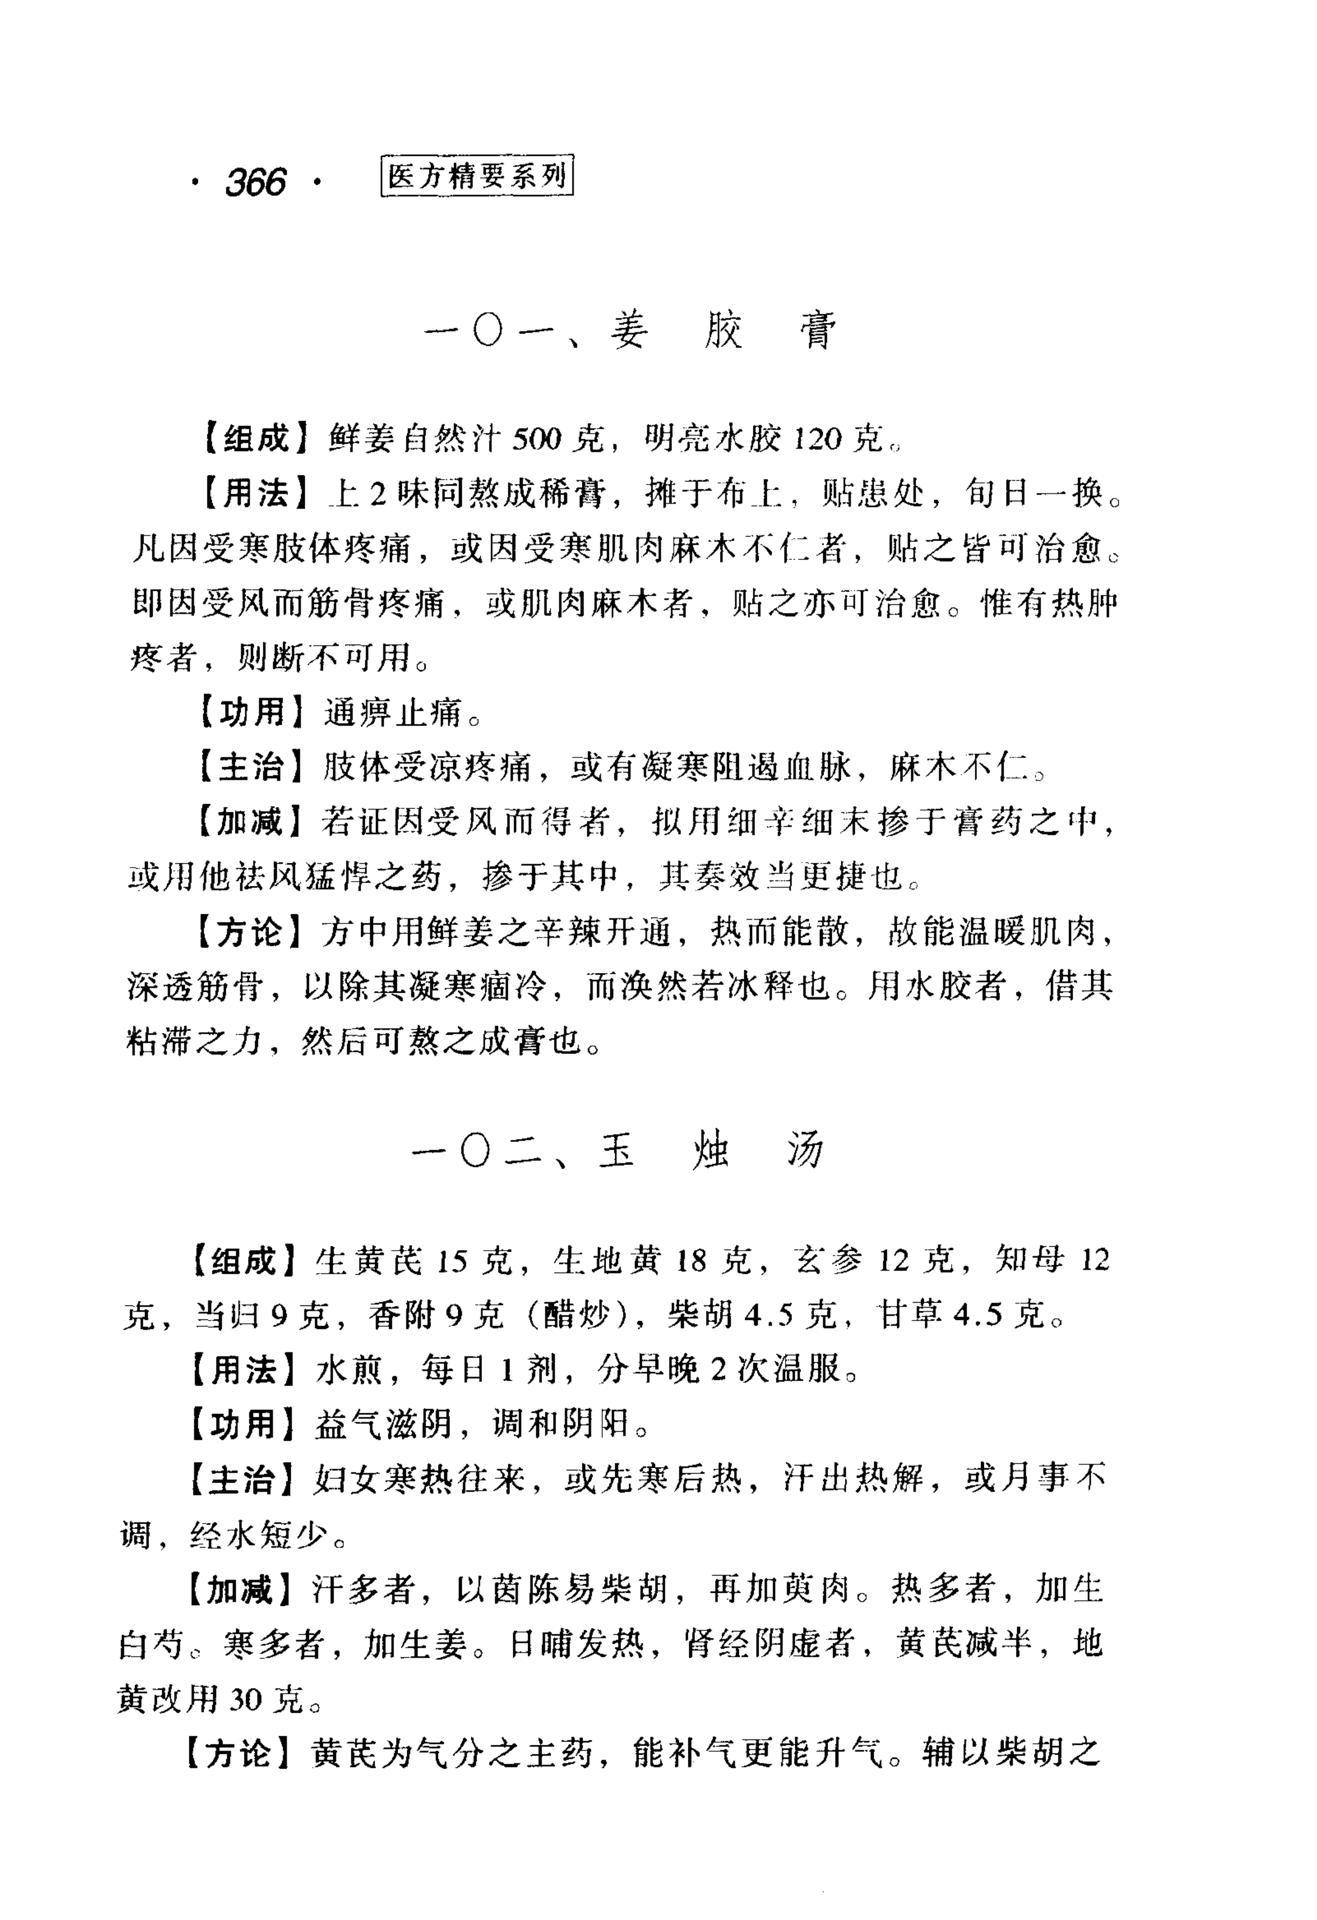 · 366 · 医方精要系列
一〇一、姜 胶 膏
【组成】鲜姜自然汁 500 克，明亮水胶 120 克。
【用法】上 2 味同熬成稀膏，摊于布上，贴患处，旬日一换。
凡因受寒肢体疼痛，或因受寒肌肉麻木不仁者，贴之皆可治愈。
即因受风而筋骨疼痛，或肌肉麻木者，贴之亦可治愈。惟有热肿
疼者，则断不可用。
【功用】通痹止痛。
【主治】肢体受凉疼痛，或有凝寒阻遏血脉，麻木不仁。
【加减】若证因受风而得者，拟用细辛细末掺于膏药之中，
或用他祛风猛悍之药，掺于其中，其奏效当更捷也。
【方论】方中用鲜姜之辛辣开通，热而能散，故能温暖肌肉，
深透筋骨，以除其凝寒痼冷，而涣然若冰释也。用水胶者，借其
粘滞之力，然后可熬之成膏也。
一〇二、玉 烛 汤
【组成】生黄芪 15 克，生地黄 18 克，玄参 12 克，知母 12
克，当归 9 克，香附 9 克（醋炒），柴胡 4.5 克，甘草 4.5 克。
【用法】水煎，每日 1 剂，分早晚 2 次温服。
【功用】益气滋阴，调和阴阳。
【主治】妇女寒热往来，或先寒后热，汗出热解，或月事不
调，经水短少。
【加减】汗多者，以茵陈易柴胡，再加萸肉。热多者，加生
白芍。寒多者，加生姜。日晡发热，肾经阴虚者，黄芪减半，地
黄改用 30 克。
【方论】黄芪为气分之主药，能补气更能升气。辅以柴胡之